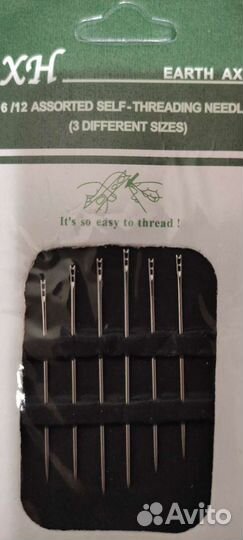 XH
EARTH AX
6 /12 ASSORTED SELF-THREADING NEEDL
(3 DIFFERENT SIZES)
It's so easy to thread !
Avito